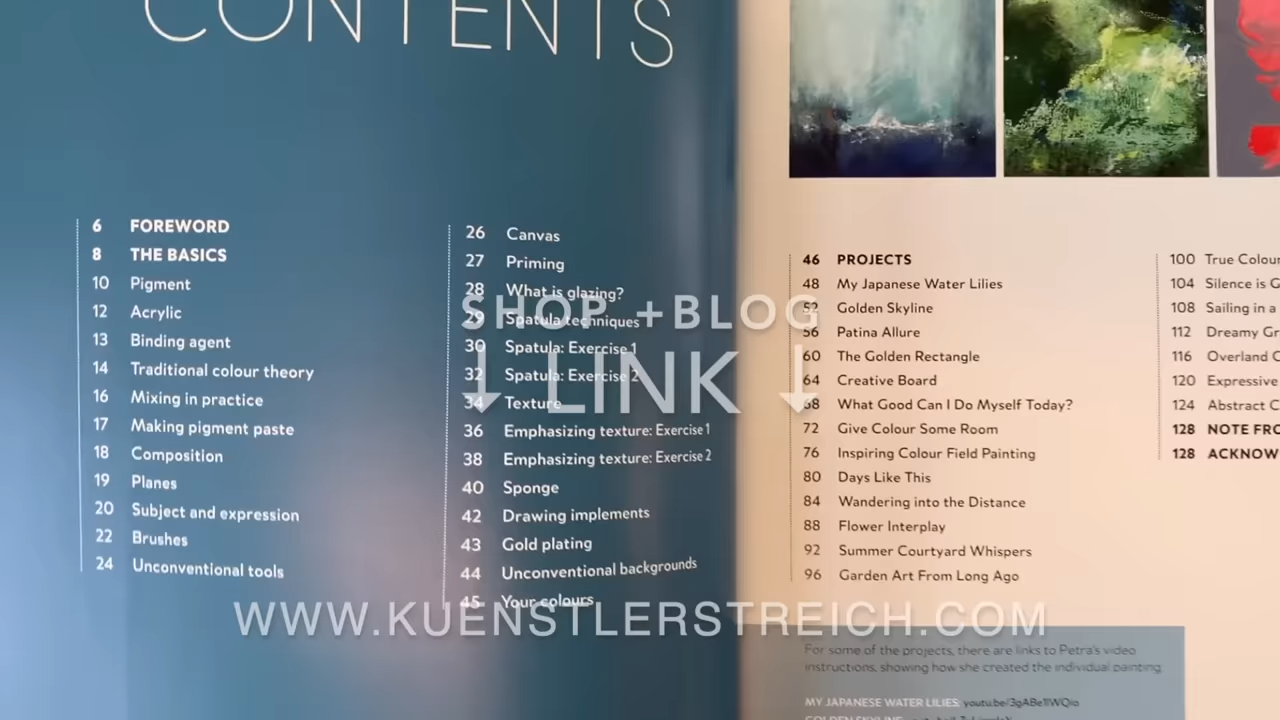 CONTENTS
6 FOREWORD
8 THE BASICS
10 Pigment
12 Acrylic
13 Binding agent
14 Traditional colour theory
16 Mixing in practice
17 Making pigment paste
18 Composition
19 Planes
20 Subject and expression
22 Brushes
24 Unconventional tools
26 Canvas
27 Priming
28 What is glazing?
29 Spatula techniques
30 Spatula: Exercise 1
32 Spatula: Exercise 2
34 Texture
36 Emphasizing texture: Exercise 1
38 Emphasizing texture: Exercise 2
40 Sponge
42 Drawing implements
43 Gold plating
44 Unconventional backgrounds
45 Your colours
SHOP +BLOG
↓ LINK ↓
WWW.KUENSTLERSTREICH.COM
46 PROJECTS
48 My Japanese Water Lilies
52 Golden Skyline
56 Patina Allure
60 The Golden Rectangle
64 Creative Board
68 What Good Can I Do Myself Today?
72 Give Colour Some Room
76 Inspiring Colour Field Painting
80 Days Like This
84 Wandering into the Distance
88 Flower Interplay
92 Summer Courtyard Whispers
96 Garden Art From Long Ago
100 True Colou
104 Silence is G
108 Sailing in a
112 Dreamy Gr
116 Overland C
120 Expressive
124 Abstract C
128 NOTE FRO
128 ACKNOW
For some of the projects, there are links to Petra's video
instructions, showing how she created the individual painting.
MY JAPANESE WATER LILIES: youtu.be/3gABe1IWQio